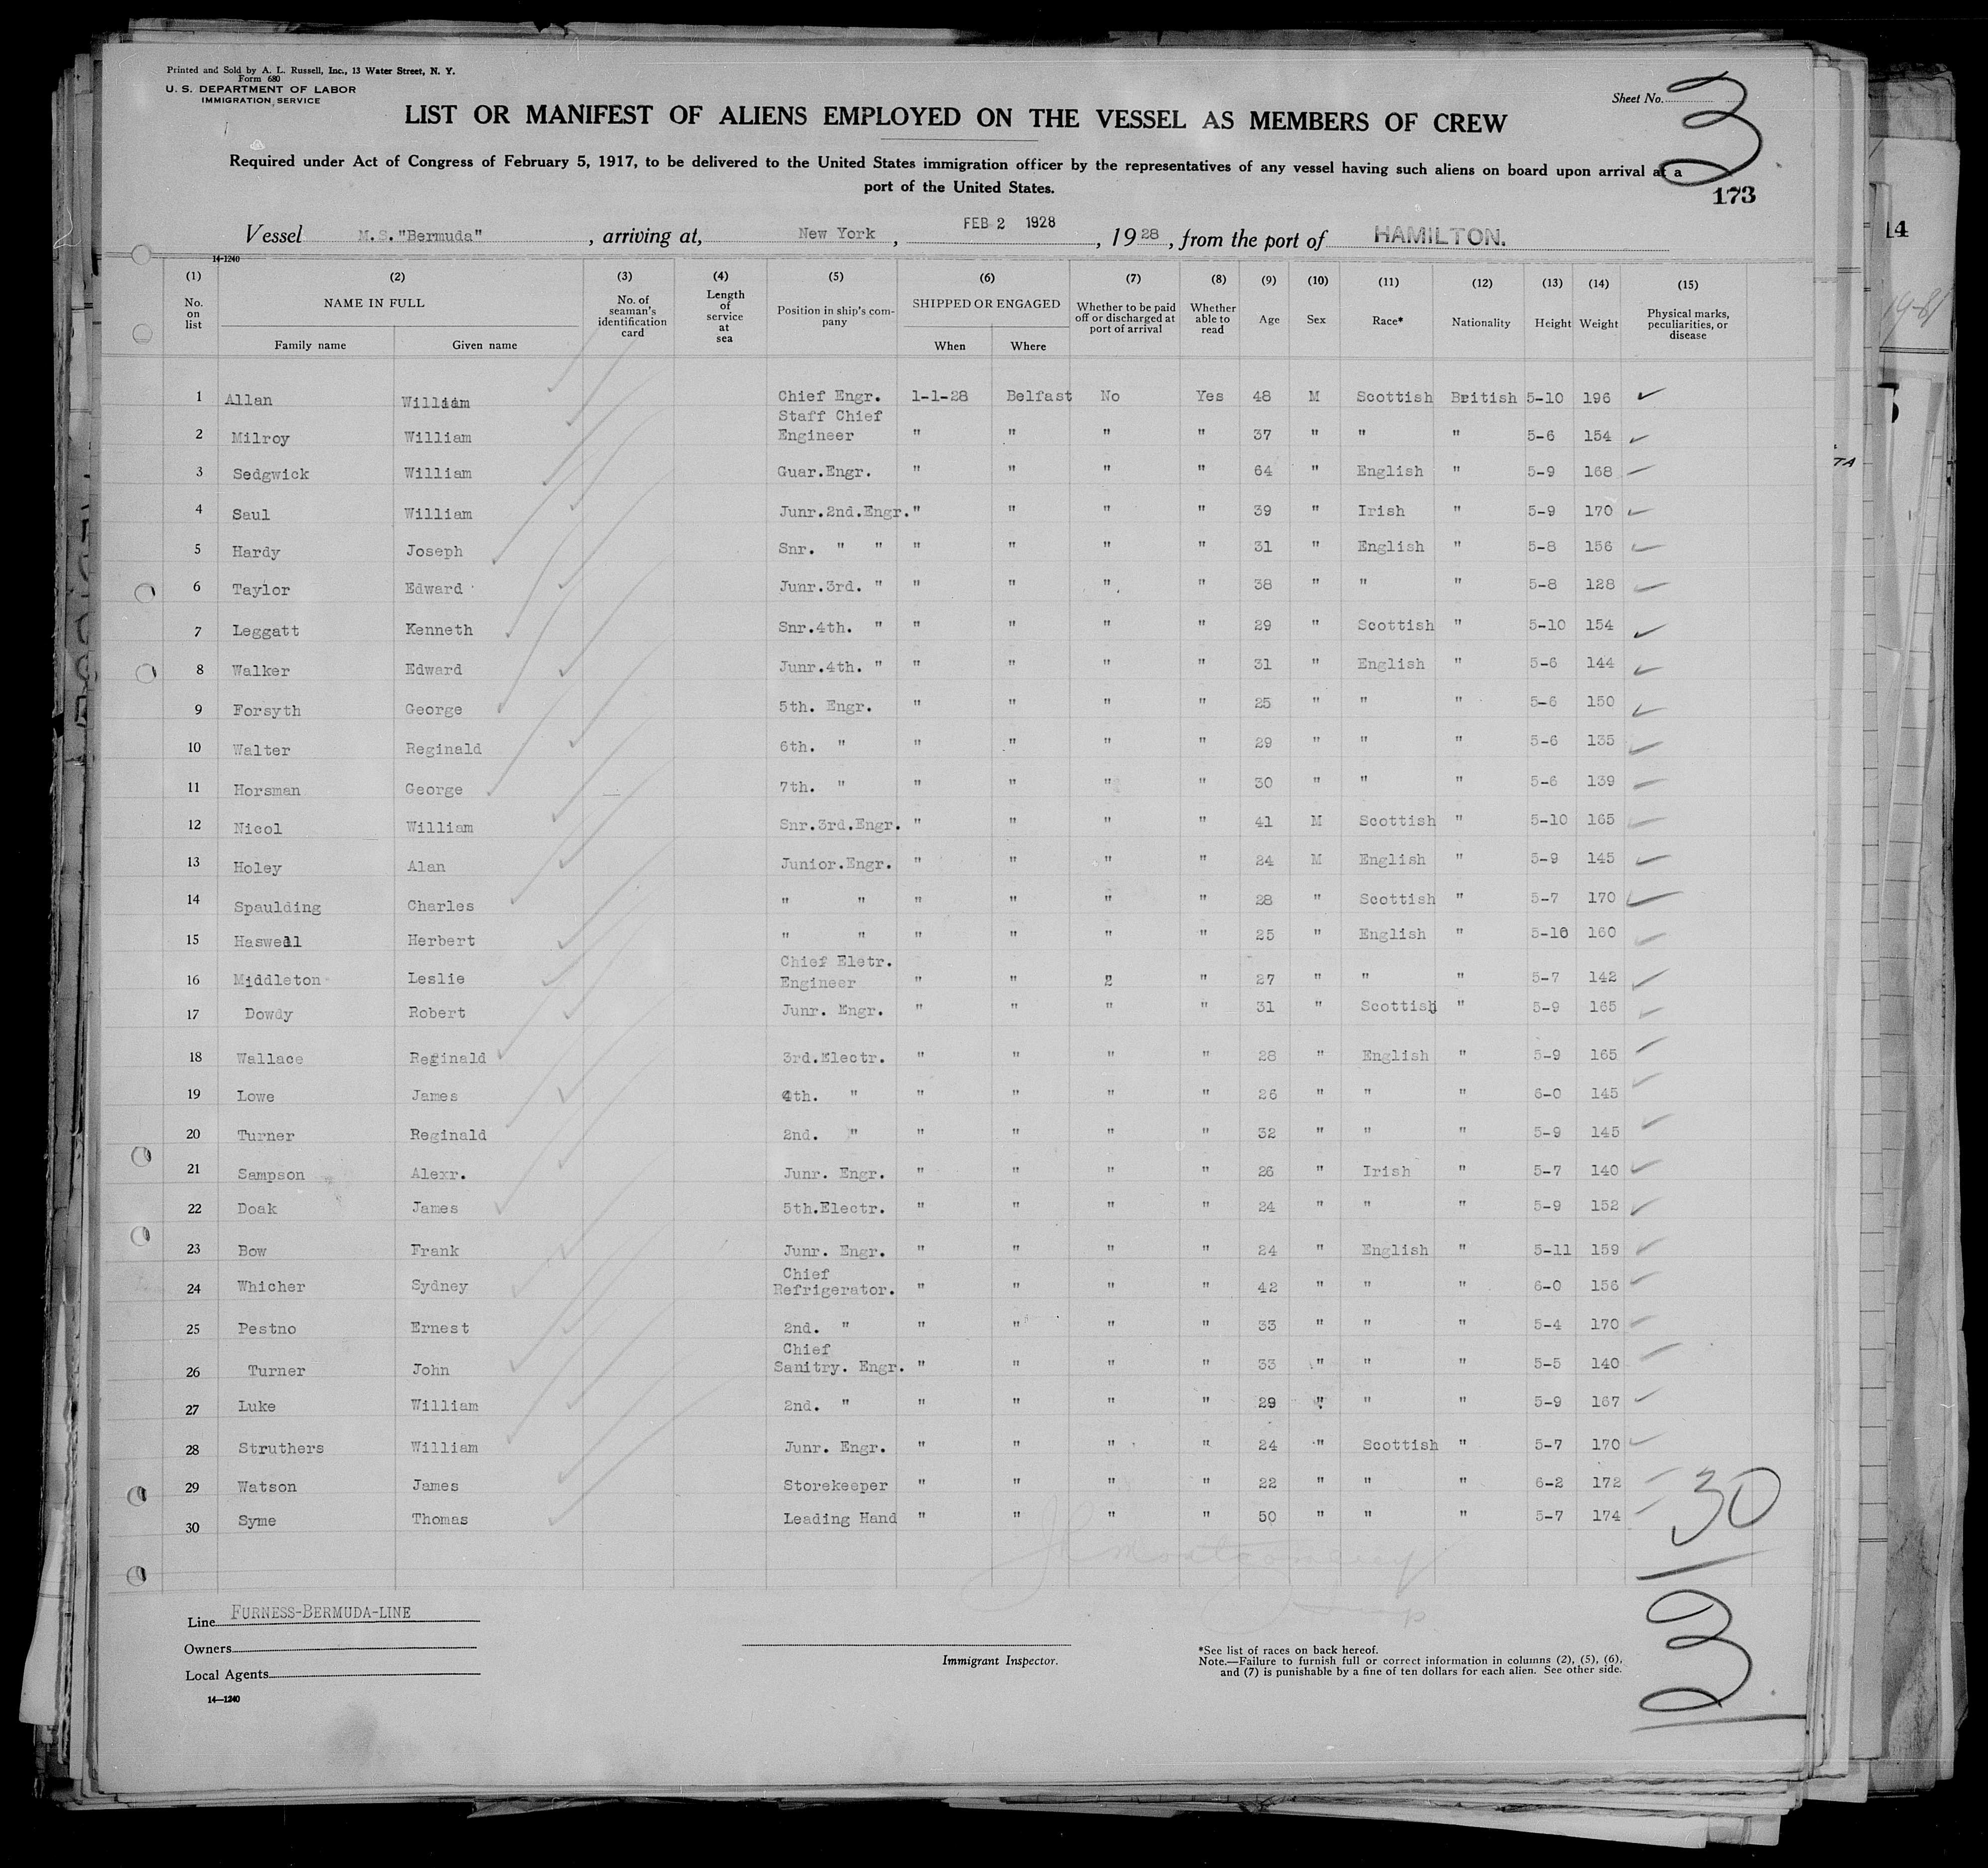 Printed and Sold by A. L. Russell, Inc., 13 Water Street, N. Y.
Form 680
U. S. DEPARTMENT OF LABOR
IMMIGRATION SERVICE
Sheet No. 3
LIST OR MANIFEST OF ALIENS EMPLOYED ON THE VESSEL AS MEMBERS OF CREW
Required under Act of Congress of February 5, 1917, to be delivered to the United States immigration officer by the representatives of any vessel having such aliens on board upon arrival at a
port of the United States.
173
Vessel M.S."Bermuda", arriving at, New York, FEB 2 1928, 1928, from the port of HAMILTON.
14-1240
(1) (2) (3) (4) (5) (6) (7) (8) (9) (10) (11) (12) (13) (14) (15)
No. on list NAME IN FULL Family name Given name No. of seaman's identification card Length of service at sea Position in ship's company SHIPPED OR ENGAGED When Where Whether to be paid off or discharged at port of arrival Whether able to read Age Sex Race* Nationality Height Weight Physical marks, peculiarities, or disease
1 Allan William Chief Engr. 1-1-28 Belfast No Yes 48 M Scottish British 5-10 196
2 Milroy William Staff Chief Engineer " " " " 37 " " " 5-6 154
3 Sedgwick William Guar.Engr. " " " " 64 " English " 5-9 168
4 Saul William Junr.2nd.Engr. " " " " 39 " Irish " 5-9 170
5 Hardy Joseph Snr. " " " " " " 31 " English " 5-8 156
6 Taylor Edward Junr.3rd. " " " " " 38 " " " 5-8 128
7 Leggatt Kenneth Snr.4th. " " " " " 29 " Scottish " 5-10 154
8 Walker Edward Junr.4th. " " " " " 31 " English " 5-6 144
9 Forsyth George 5th. Engr. " " " " 25 " " " 5-6 150
10 Walter Reginald 6th. " " " " " 29 " " " 5-6 135
11 Horsman George 7th. " " " " " 30 " " " 5-6 139
12 Nicol William Snr.3rd.Engr. " " " " 41 M Scottish " 5-10 165
13 Holey Alan Junior.Engr. " " " " 24 M English " 5-9 145
14 Spaulding Charles " " " " " " 28 " Scottish " 5-7 170
15 Haswell Herbert " " " " " " 25 " English " 5-10 160
16 Middleton Leslie Chief Eletr. Engineer " " " " 27 " " " 5-7 142
17 Dowdy Robert Junr. Engr. " " " " 31 " Scottish " 5-9 165
18 Wallace Reginald 3rd.Electr. " " " " 28 " English " 5-9 165
19 Lowe James 4th. " " " " " 26 " " " 6-0 145
20 Turner Reginald 2nd. " " " " " 32 " " " 5-9 145
21 Sampson Alexr. Junr. Engr. " " " " 26 " Irish " 5-7 140
22 Doak James 5th.Electr. " " " " 24 " " " 5-9 152
23 Bow Frank Junr. Engr. " " " " 24 " English " 5-11 159
24 Whicher Sydney Chief Refrigerator. " " " " 42 " " " 6-0 156
25 Pestno Ernest 2nd. " " " " " 33 " " " 5-4 170
26 Turner John Chief Sanitry. Engr. " " " " 33 " " " 5-5 140
27 Luke William 2nd. " " " " " 29 " " " 5-9 167
28 Struthers William Junr. Engr. " " " " 24 " Scottish " 5-7 170
29 Watson James Storekeeper " " " " 22 " " " 6-2 172
30 Syme Thomas Leading Hand " " " " 50 " " " 5-7 174
30
Line FURNESS-BERMUDA-LINE
Owners
Local Agents
14—1240
Immigrant Inspector.
*See list of races on back hereof.
Note.—Failure to furnish full or correct information in columns (2), (5), (6),
and (7) is punishable by a fine of ten dollars for each alien. See other side.